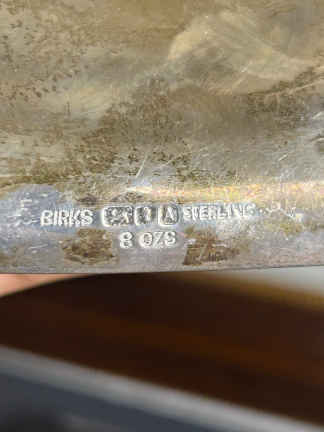 BIRKS A STERLING
8 OZS